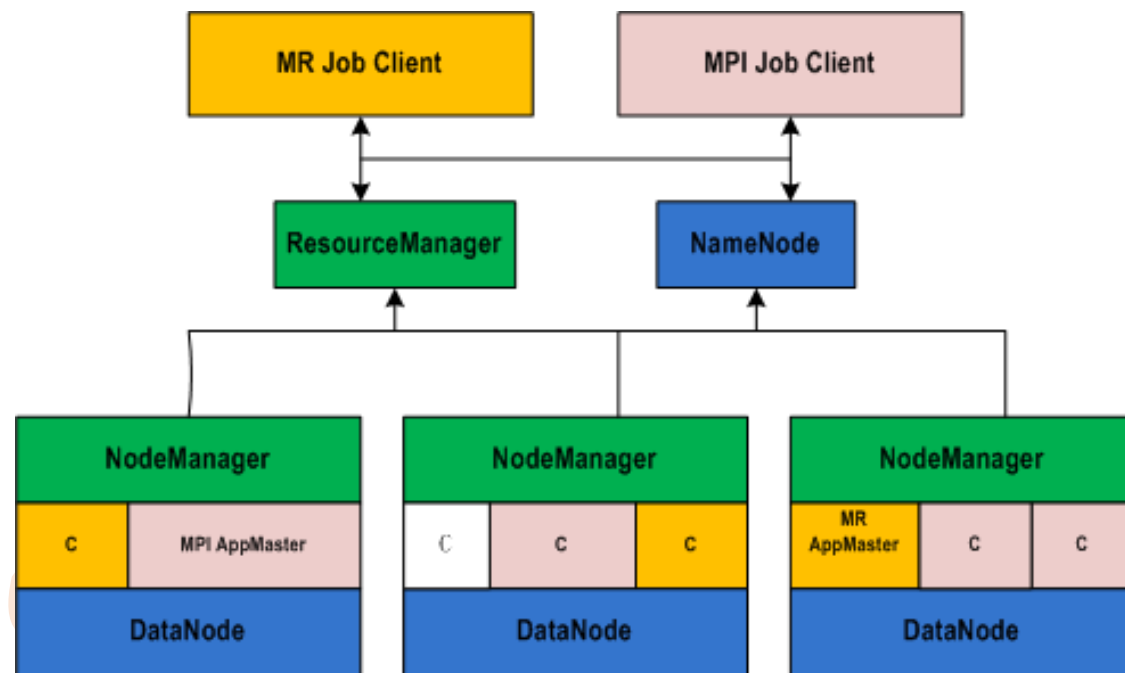 MR Job Client
MPI Job Client
ResourceManager
NameNode
NodeManager
NodeManager
NodeManager
C
MPI AppMaster
C
C
C
MR
AppMaster
C
C
DataNode
DataNode
DataNode